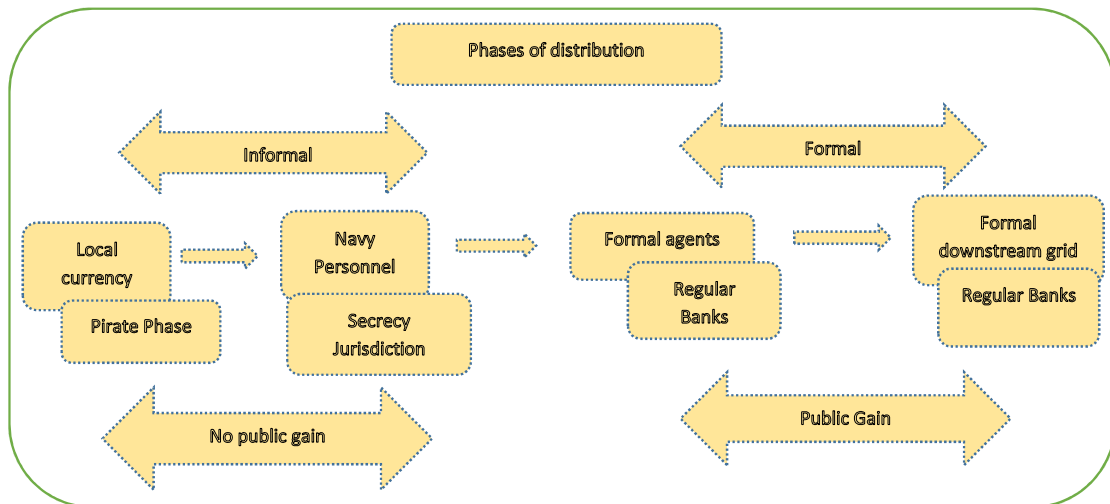 Phases of distribution
Informal
Formal
Local
currency
Pirate Phase
Navy
Personnel
Secrecy
Jurisdiction
Formal agents
Regular
Banks
Formal
downstream grid
Regular Banks
No public gain
Public Gain